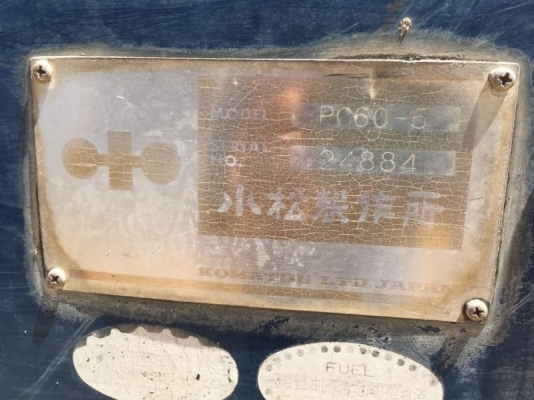 MODEL PC60-5
SERIAL
NO. 24884
小松製作所
KOMATSU LTD JAPAN
FUEL